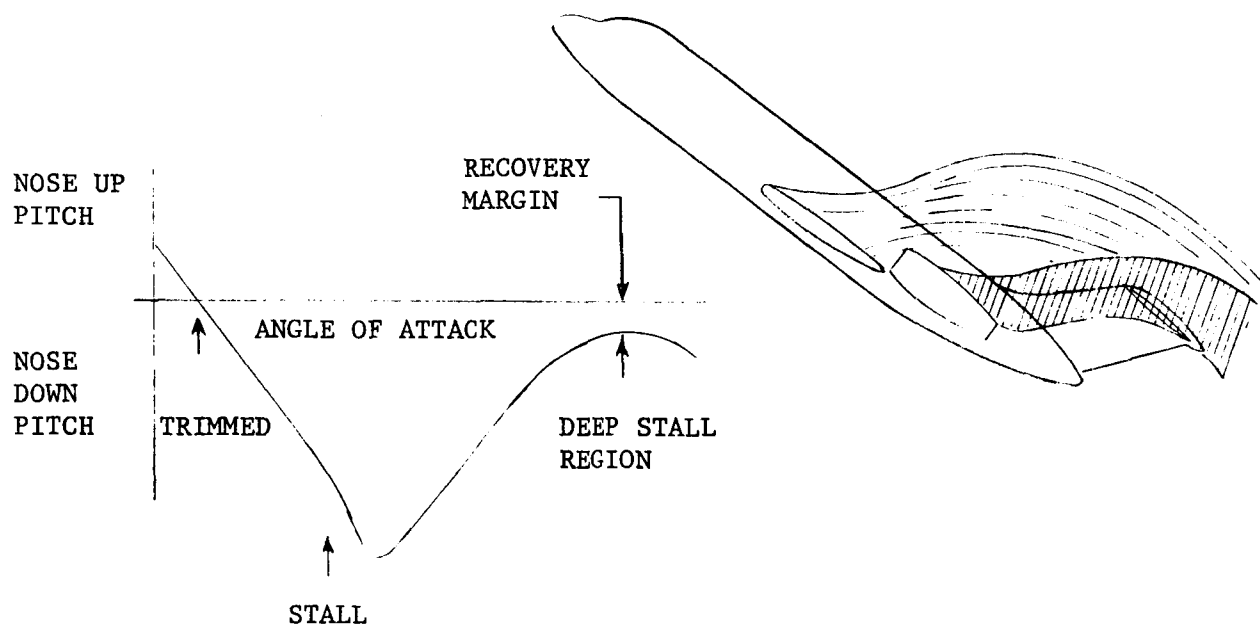 NOSE UP
PITCH
RECOVERY
MARGIN
ANGLE OF ATTACK
NOSE
DOWN
PITCH
TRIMMED
DEEP STALL
REGION
STALL